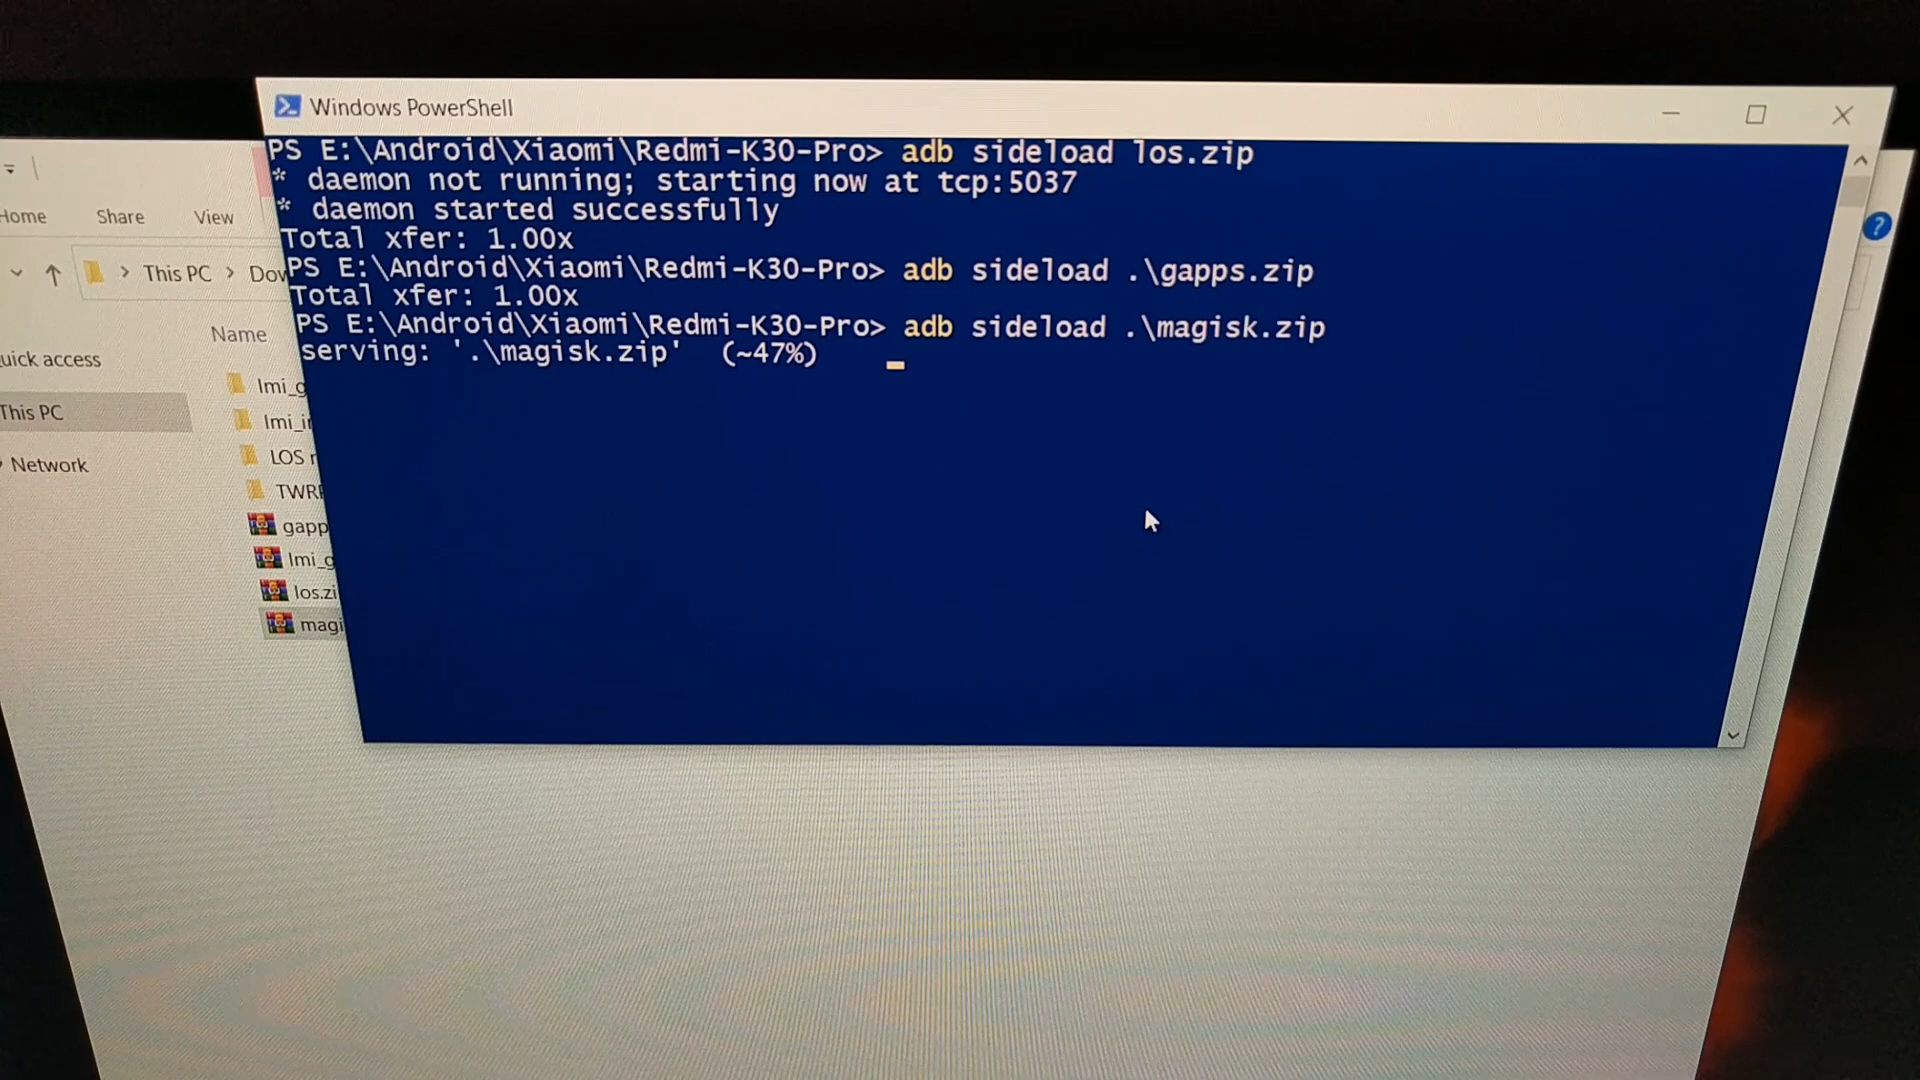 Windows PowerShell
PS E:\Android\Xiaomi\Redmi-K30-Pro> adb sideload los.zip
* daemon not running; starting now at tcp:5037
* daemon started successfully
Total xfer: 1.00x
PS E:\Android\Xiaomi\Redmi-K30-Pro> adb sideload .\gapps.zip
Total xfer: 1.00x
PS E:\Android\Xiaomi\Redmi-K30-Pro> adb sideload .\magisk.zip
serving: '.\magisk.zip' (~47%)
Home Share View
This PC > Dow
Name
uick access
This PC
Network
lmi_g
lmi_i
LOS r
TWR
gapp
lmi_g
los.zi
magi
?